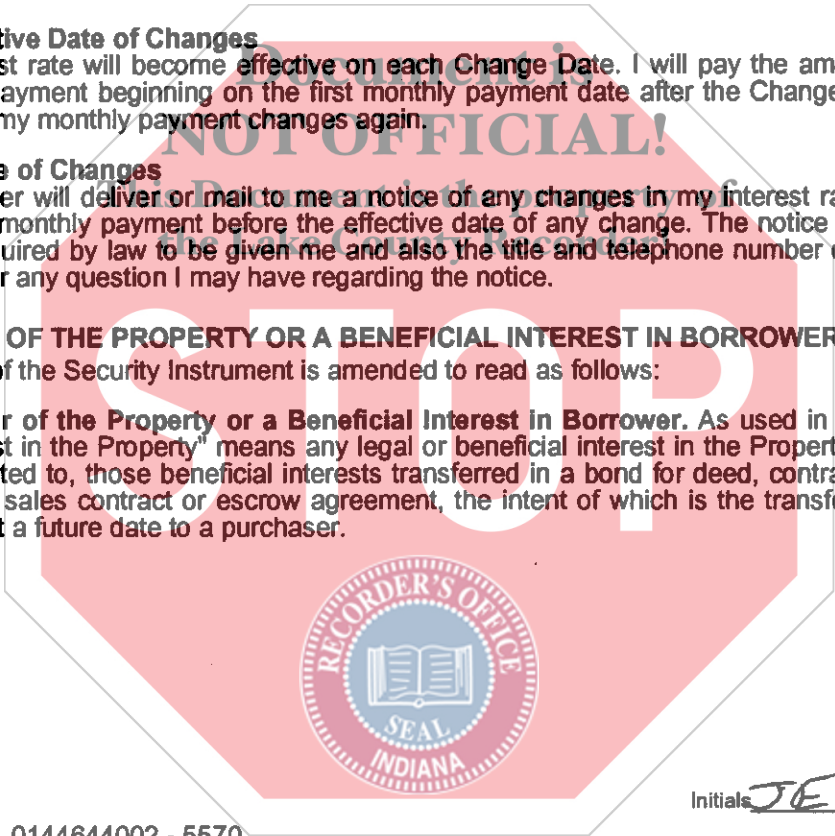 tive Date of Changes
st rate will become effective on each Change Date. I will pay the am
ayment beginning on the first monthly payment date after the Change
my monthly payment changes again.
e of Changes
er will deliver or mail to me a notice of any changes in my interest ra
monthly payment before the effective date of any change. The notice
uired by law to be given me and also the title and telephone number
r any question I may have regarding the notice.
OF THE PROPERTY OR A BENEFICIAL INTEREST IN BORROWER
of the Security Instrument is amended to read as follows:
r of the Property or a Beneficial Interest in Borrower. As used in
st in the Property" means any legal or beneficial interest in the Propert
ted to, those beneficial interests transferred in a bond for deed, contra
sales contract or escrow agreement, the intent of which is the transfe
t a future date to a purchaser.
Document is
NOT OFFICIAL!
This Document is the property of
the Lake County Recorder!
STOP
RECORDER'S OFFICE
SEAL
INDIANA
Initials JE
0144644002 - 5570